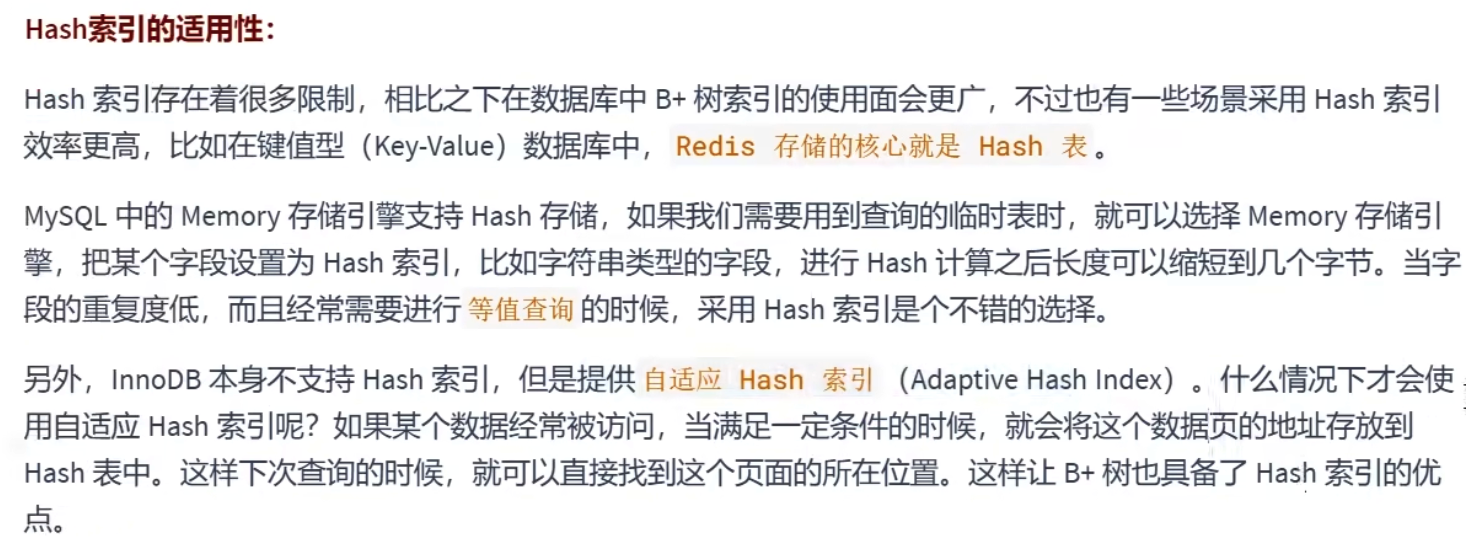 Hash索引的适用性：
Hash 索引存在着很多限制，相比之下在数据库中 B+ 树索引的使用面会更广，不过也有一些场景采用 Hash 索引
效率更高，比如在键值型（Key-Value）数据库中， Redis 存储的核心就是 Hash 表 。
MySQL 中的 Memory 存储引擎支持 Hash 存储，如果我们需要用到查询的临时表时，就可以选择 Memory 存储引
擎，把某个字段设置为 Hash 索引，比如字符串类型的字段，进行 Hash 计算之后长度可以缩短到几个字节。当字
段的重复度低，而且经常需要进行 等值查询 的时候，采用 Hash 索引是个不错的选择。
另外，InnoDB 本身不支持 Hash 索引，但是提供 自适应 Hash 索引 （Adaptive Hash Index）。什么情况下才会使
用自适应 Hash 索引呢？如果某个数据经常被访问，当满足一定条件的时候，就会将这个数据页的地址存放到
Hash 表中。这样下次查询的时候，就可以直接找到这个页面的所在位置。这样让 B+ 树也具备了 Hash 索引的优
点。